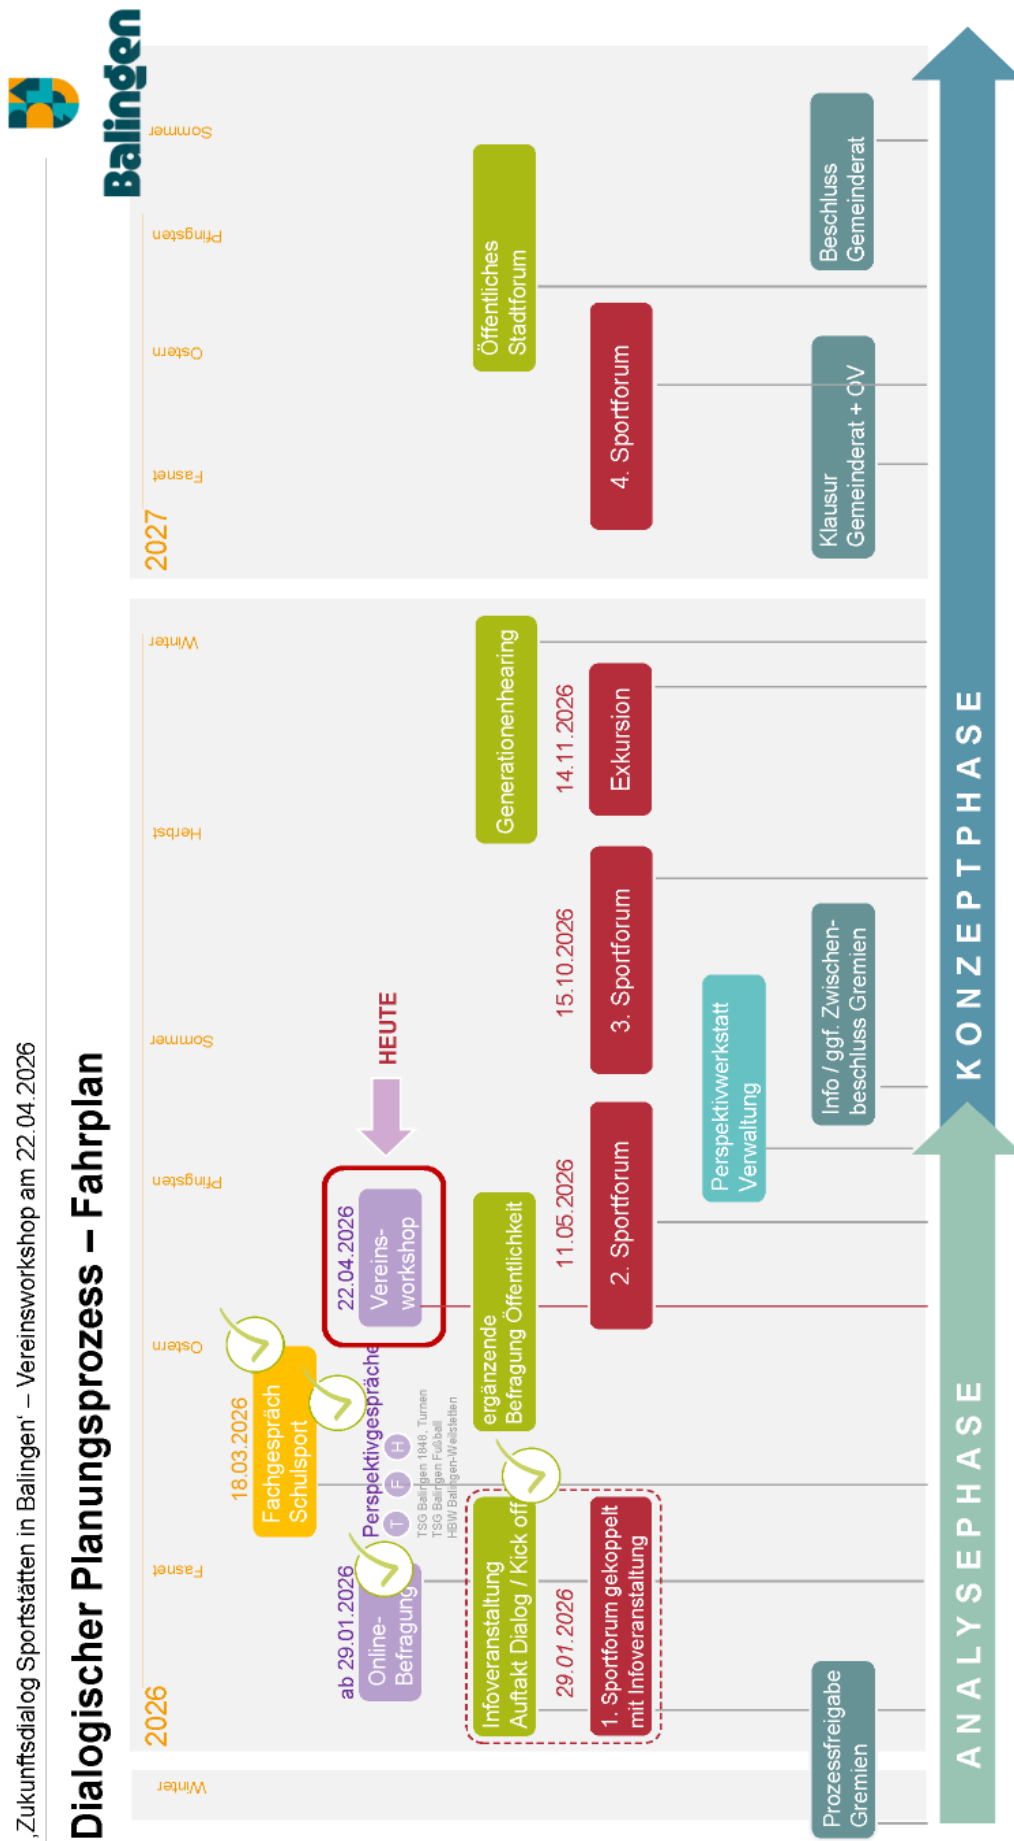 ‚Zukunftsdialog Sportstätten in Balingen‘ – Vereinsworkshop am 22.04.2026
Dialogischer Planungsprozess – Fahrplan
Balingen
2026
2027
Winter
Fasnet
Ostern
Pfingsten
Sommer
Herbst
Winter
Fasnet
Ostern
Pfingsten
Sommer
18.03.2026
Fachgespräch
Schulsport
ab 29.01.2026
Online-
Befragung
Perspektivgespräche
T F H
TSG Balingen 1848, Turnen
TSG Balingen Fußball
HBW Balingen-Weilstetten
22.04.2026
Vereins-
workshop
HEUTE
Infoveranstaltung
Auftakt Dialog / Kick off
ergänzende
Befragung Öffentlichkeit
Generationenhearing
Öffentliches
Stadtforum
29.01.2026
1. Sportforum gekoppelt
mit Infoveranstaltung
11.05.2026
2. Sportforum
15.10.2026
3. Sportforum
14.11.2026
Exkursion
4. Sportforum
Perspektivwerkstatt
Verwaltung
Prozessfreigabe
Gremien
Info / ggf. Zwischen-
beschluss Gremien
Klausur
Gemeinderat + OV
Beschluss
Gemeinderat
ANALYSEPHASE
KONZEPTPHASE